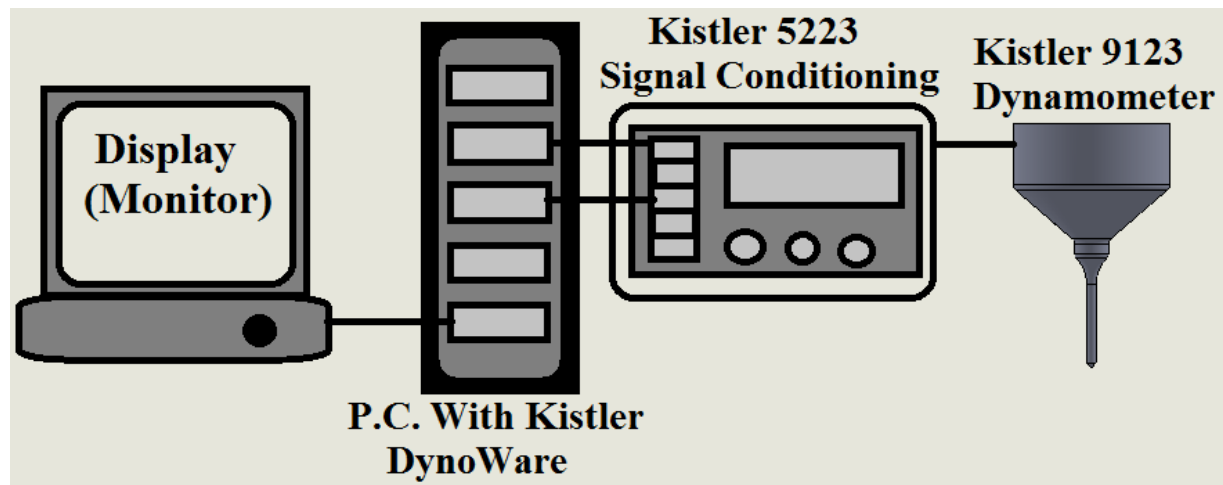 Kistler 5223
Signal Conditioning
Kistler 9123
Dynamometer
Display
(Monitor)
P.C. With Kistler
DynoWare